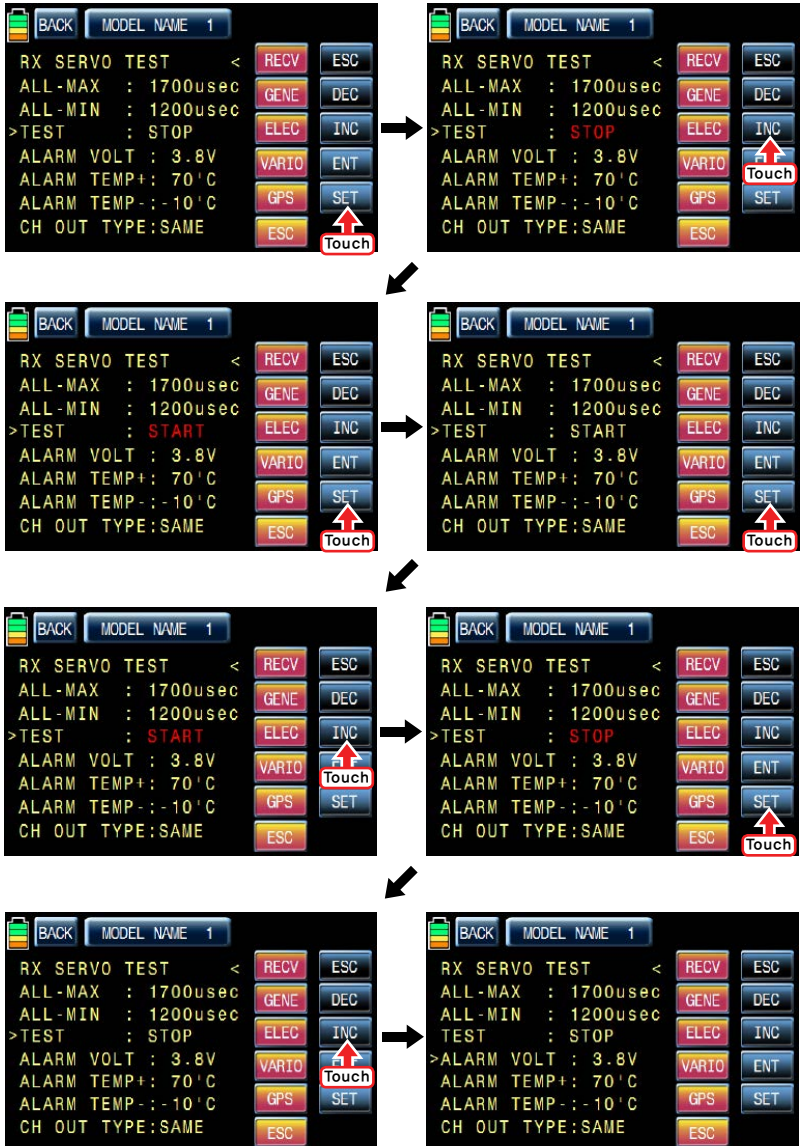 BACK MODEL NAME 1
RX SERVO TEST < RECV ESC
ALL-MAX : 1700usec GENE DEC
ALL-MIN : 1200usec
>TEST : STOP ELEC INC
ALARM VOLT : 3.8V VARIO ENT
ALARM TEMP+: 70'C
ALARM TEMP-:-10'C GPS SET
CH OUT TYPE:SAME ESC
Touch
BACK MODEL NAME 1
RX SERVO TEST < RECV ESC
ALL-MAX : 1700usec GENE DEC
ALL-MIN : 1200usec
>TEST : STOP ELEC INC
ALARM VOLT : 3.8V VARIO
Touch
ALARM TEMP+: 70'C
ALARM TEMP-:-10'C GPS SET
CH OUT TYPE:SAME ESC
BACK MODEL NAME 1
RX SERVO TEST < RECV ESC
ALL-MAX : 1700usec GENE DEC
ALL-MIN : 1200usec
>TEST : START ELEC INC
ALARM VOLT : 3.8V VARIO ENT
ALARM TEMP+: 70'C
ALARM TEMP-:-10'C GPS SET
CH OUT TYPE:SAME ESC
Touch
BACK MODEL NAME 1
RX SERVO TEST < RECV ESC
ALL-MAX : 1700usec GENE DEC
ALL-MIN : 1200usec
>TEST : START ELEC INC
ALARM VOLT : 3.8V VARIO ENT
ALARM TEMP+: 70'C
ALARM TEMP-:-10'C GPS SET
CH OUT TYPE:SAME ESC
Touch
BACK MODEL NAME 1
RX SERVO TEST < RECV ESC
ALL-MAX : 1700usec GENE DEC
ALL-MIN : 1200usec
>TEST : START ELEC INC
ALARM VOLT : 3.8V VARIO
Touch
ALARM TEMP+: 70'C
ALARM TEMP-:-10'C GPS SET
CH OUT TYPE:SAME ESC
BACK MODEL NAME 1
RX SERVO TEST < RECV ESC
ALL-MAX : 1700usec GENE DEC
ALL-MIN : 1200usec
>TEST : STOP ELEC INC
ALARM VOLT : 3.8V VARIO ENT
ALARM TEMP+: 70'C
ALARM TEMP-:-10'C GPS SET
CH OUT TYPE:SAME ESC
Touch
BACK MODEL NAME 1
RX SERVO TEST < RECV ESC
ALL-MAX : 1700usec GENE DEC
ALL-MIN : 1200usec
>TEST : STOP ELEC INC
ALARM VOLT : 3.8V VARIO
Touch
ALARM TEMP+: 70'C
ALARM TEMP-:-10'C GPS SET
CH OUT TYPE:SAME ESC
BACK MODEL NAME 1
RX SERVO TEST < RECV ESC
ALL-MAX : 1700usec GENE DEC
ALL-MIN : 1200usec
TEST : STOP ELEC INC
>ALARM VOLT : 3.8V VARIO ENT
ALARM TEMP+: 70'C
ALARM TEMP-:-10'C GPS SET
CH OUT TYPE:SAME ESC